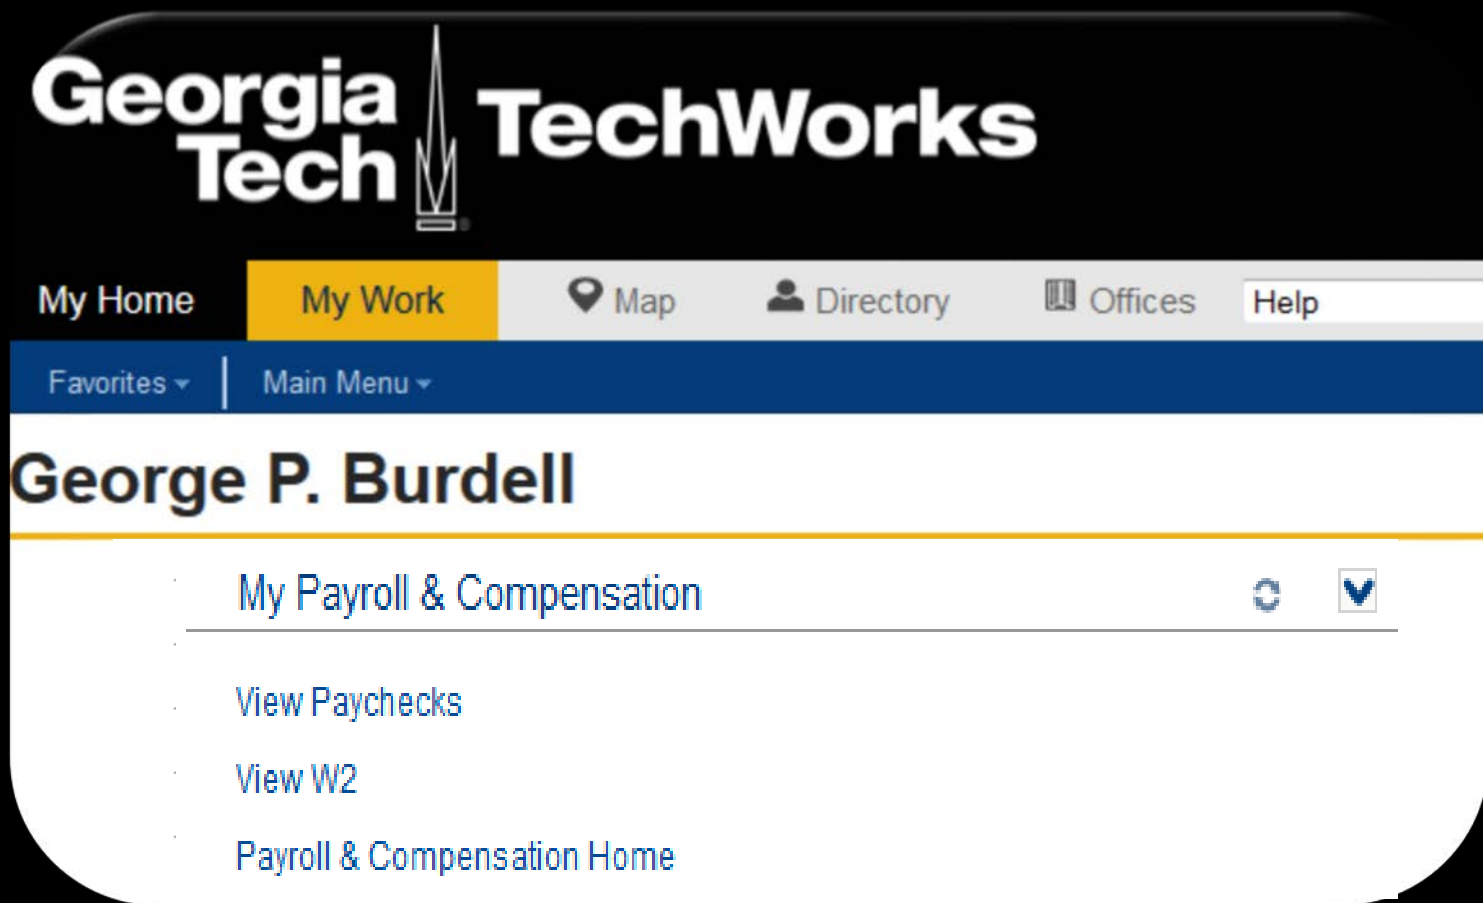 Georgia
Tech
TechWorks
My Home My Work Map Directory Offices Help
Favorites Main Menu
George P. Burdell
My Payroll & Compensation
View Paychecks
View W2
Payroll & Compensation Home